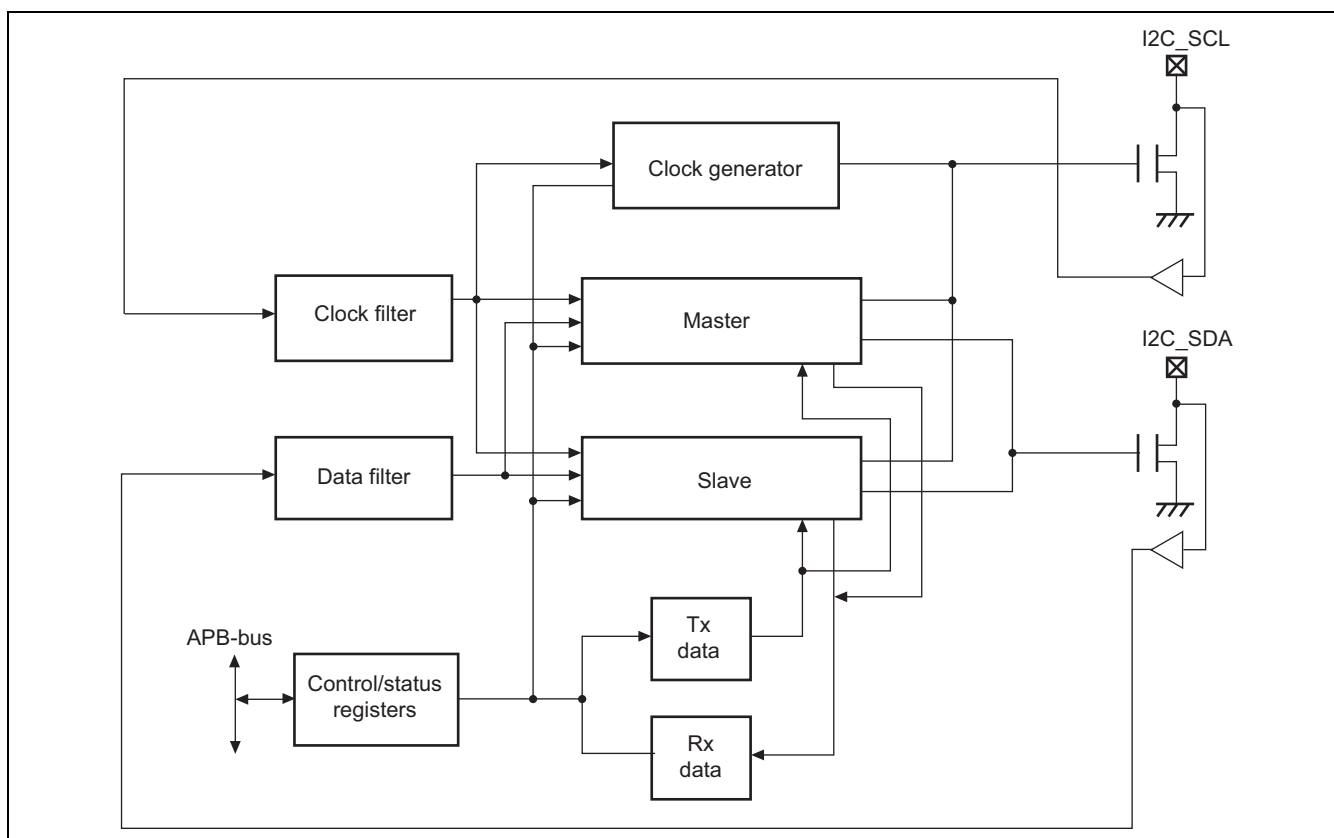 I2C_SCL
Clock generator
Clock filter
Master
I2C_SDA
Data filter
Slave
Tx
data
APB-bus
Control/status
registers
Rx
data